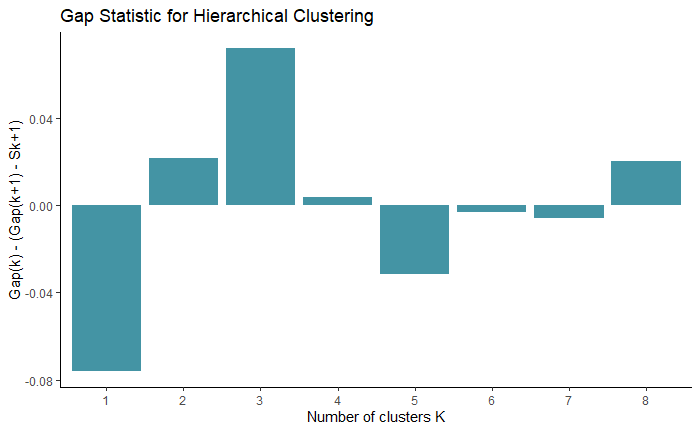 Gap Statistic for Hierarchical Clustering
Gap(k) - (Gap(k+1) - Sk+1)
0.04
0.00
-0.04
-0.08
1 2 3 4 5 6 7 8
Number of clusters K